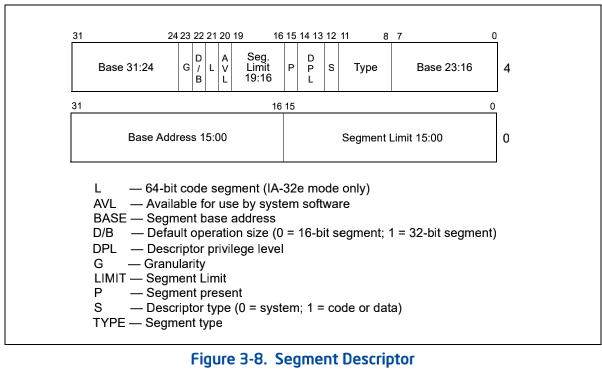 31 24 23 22 21 20 19 16 15 14 13 12 11 8 7 0
Base 31:24 G D/B L AVL Seg. Limit 19:16 P DPL S Type Base 23:16 4
31 16 15 0
Base Address 15:00 Segment Limit 15:00 0
L — 64-bit code segment (IA-32e mode only)
AVL — Available for use by system software
BASE — Segment base address
D/B — Default operation size (0 = 16-bit segment; 1 = 32-bit segment)
DPL — Descriptor privilege level
G — Granularity
LIMIT — Segment Limit
P — Segment present
S — Descriptor type (0 = system; 1 = code or data)
TYPE — Segment type
Figure 3-8. Segment Descriptor